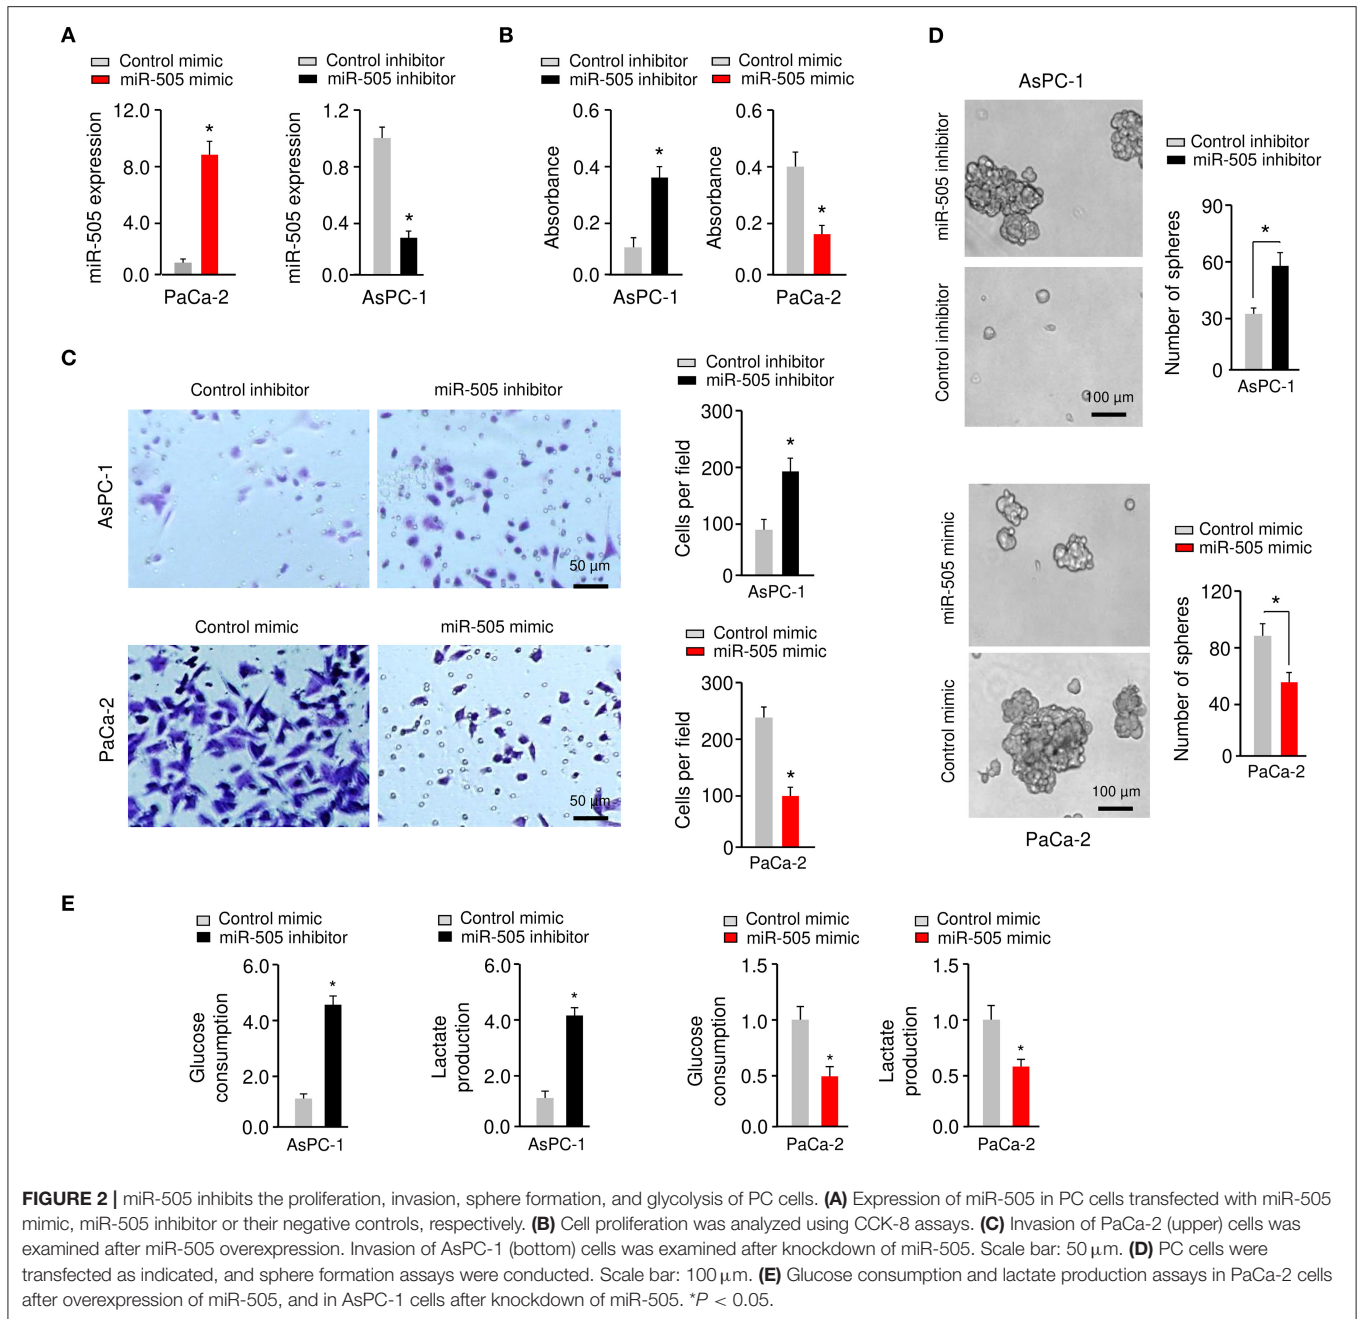 A
Control mimic
miR-505 mimic
Control inhibitor
miR-505 inhibitor
miR-505 expression
12.0
8.0
4.0
0.0
*
PaCa-2
miR-505 expression
1.2
0.8
0.4
0.0
*
AsPC-1
B
Control inhibitor
miR-505 inhibitor
Control mimic
miR-505 mimic
Absorbance
0.6
0.4
0.2
0.0
*
AsPC-1
Absorbance
0.6
0.4
0.2
0.0
*
PaCa-2
C
Control inhibitor
miR-505 inhibitor
AsPC-1
50 µm
Control mimic
miR-505 mimic
PaCa-2
50 µm
Control inhibitor
miR-505 inhibitor
Cells per field
300
200
100
0
*
AsPC-1
Control mimic
miR-505 mimic
Cells per field
300
200
100
0
*
PaCa-2
D
AsPC-1
miR-505 inhibitor
Control inhibitor
100 µm
Control inhibitor
miR-505 inhibitor
Number of spheres
90
60
30
0
*
AsPC-1
miR-505 mimic
Control mimic
100 µm
PaCa-2
Control mimic
miR-505 mimic
Number of spheres
120
80
40
0
*
PaCa-2
E
Control mimic
miR-505 inhibitor
Glucose
consumption
6.0
4.0
2.0
0.0
*
AsPC-1
Control mimic
miR-505 inhibitor
Lactate
production
6.0
4.0
2.0
0.0
*
AsPC-1
Control mimic
miR-505 mimic
Glucose
consumption
1.5
1.0
0.5
0.0
*
PaCa-2
Control mimic
miR-505 mimic
Lactate
production
1.5
1.0
0.5
0.0
*
PaCa-2
FIGURE 2 | miR-505 inhibits the proliferation, invasion, sphere formation, and glycolysis of PC cells. (A) Expression of miR-505 in PC cells transfected with miR-505
mimic, miR-505 inhibitor or their negative controls, respectively. (B) Cell proliferation was analyzed using CCK-8 assays. (C) Invasion of PaCa-2 (upper) cells was
examined after miR-505 overexpression. Invasion of AsPC-1 (bottom) cells was examined after knockdown of miR-505. Scale bar: 50 µm. (D) PC cells were
transfected as indicated, and sphere formation assays were conducted. Scale bar: 100 µm. (E) Glucose consumption and lactate production assays in PaCa-2 cells
after overexpression of miR-505, and in AsPC-1 cells after knockdown of miR-505. *P < 0.05.